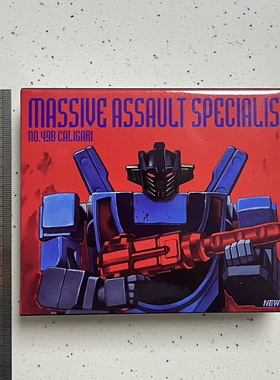 MASSIVE ASSAULT SPECIALIS
NO.49B CALIGARI
NEW